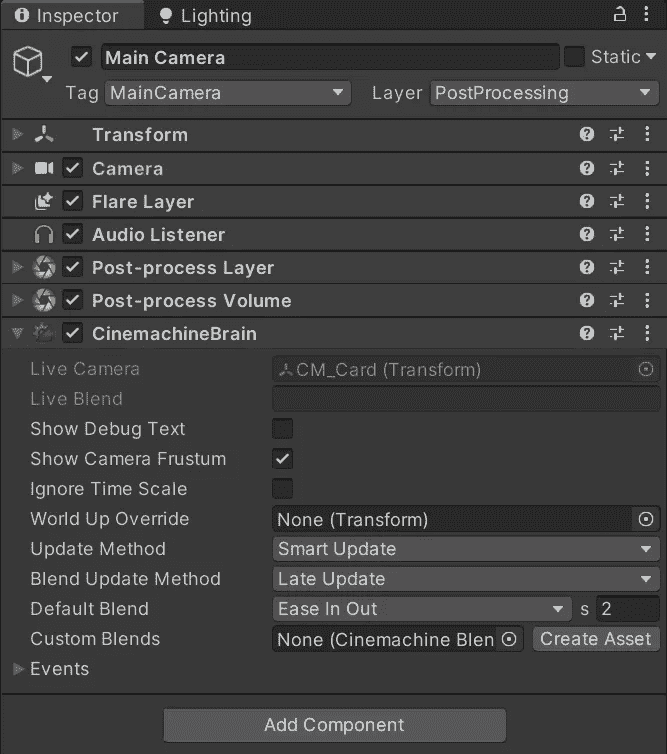 Inspector Lighting
Main Camera Static
Tag MainCamera Layer PostProcessing
Transform
Camera
Flare Layer
Audio Listener
Post-process Layer
Post-process Volume
CinemachineBrain
Live Camera CM_Card (Transform)
Live Blend
Show Debug Text
Show Camera Frustum
Ignore Time Scale
World Up Override None (Transform)
Update Method Smart Update
Blend Update Method Late Update
Default Blend Ease In Out s 2
Custom Blends None (Cinemachine Blen Create Asset
Events
Add Component